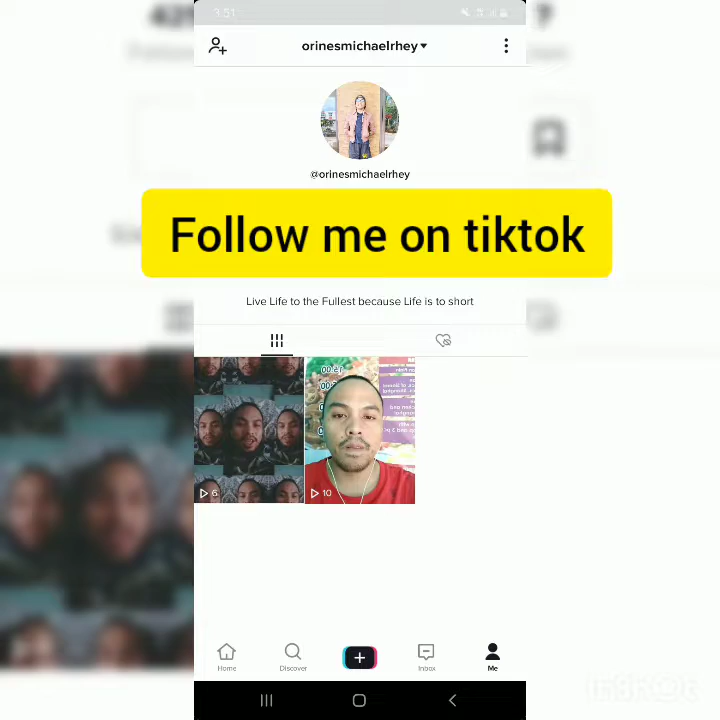 3:51
orinesmichaelrhey
@orinesmichaelrhey
Follow me on tiktok
Live Life to the Fullest because Life is to short
6
10
Home
Discover
Inbox
Me
INSHOT